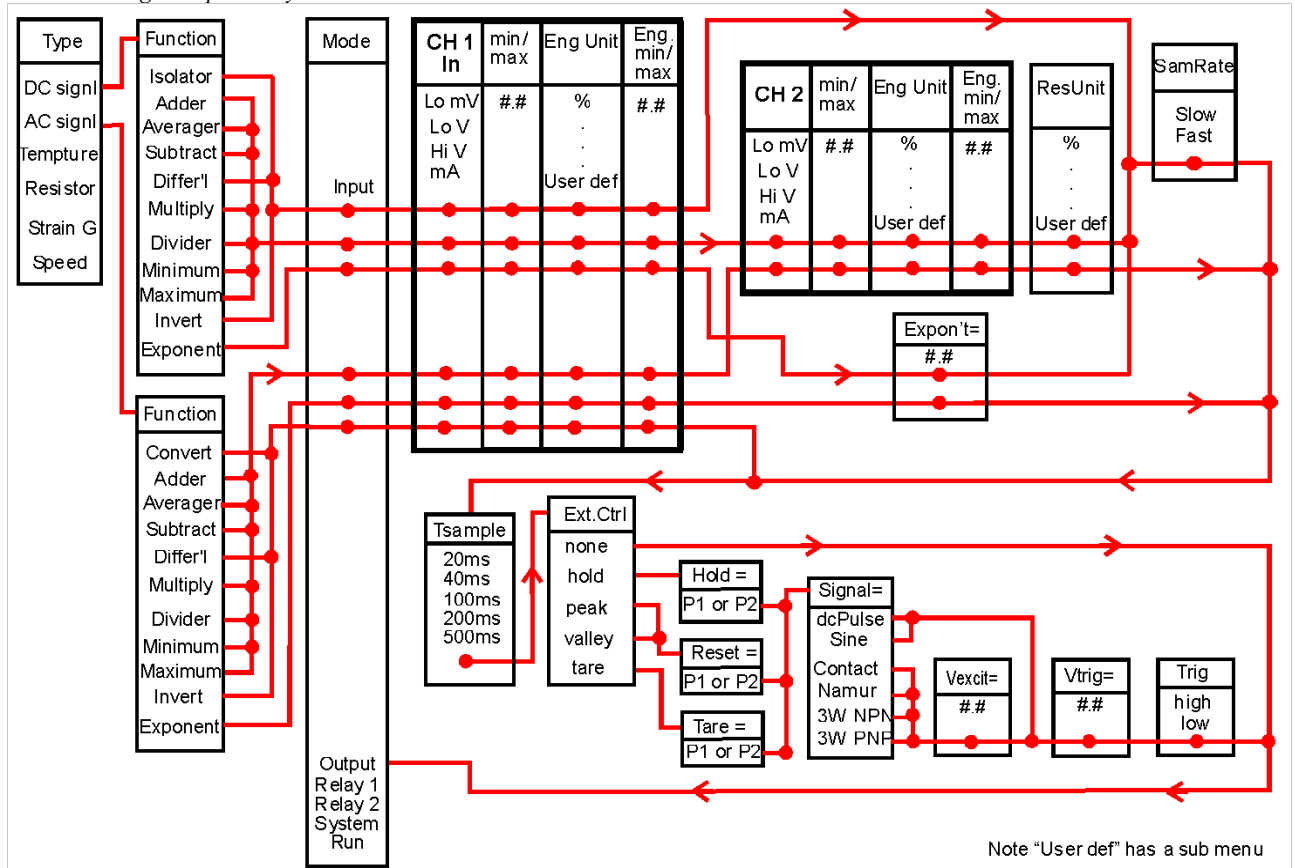 Type
DC signl
AC signl
Tempture
Resistor
Strain G
Speed
Function
Isolator
Adder
Averager
Subtract
Differ'l
Multiply
Divider
Minimum
Maximum
Invert
Exponent
Function
Convert
Adder
Averager
Subtract
Differ'l
Multiply
Divider
Minimum
Maximum
Invert
Exponent
Mode
Input
Output
Relay 1
Relay 2
System
Run
CH 1
In
Lo mV
Lo V
Hi V
mA
min/
max
#.#
Eng Unit
%
.
.
.
User def
Eng.
min/
max
#.#
CH 2
Lo mV
Lo V
Hi V
mA
min/
max
#.#
Eng Unit
%
.
.
.
User def
Eng.
min/
max
#.#
ResUnit
%
.
.
.
User def
SamRate
Slow
Fast
Expon't=
#.#
Tsample
20ms
40ms
100ms
200ms
500ms
Ext.Ctrl
none
hold
peak
valley
tare
Hold =
P1 or P2
Reset =
P1 or P2
Tare =
P1 or P2
Signal=
dcPulse
Sine
Contact
Namur
3W NPN
3W PNP
Vexcit=
#.#
Vtrig=
#.#
Trig
high
low
Note "User def" has a sub menu